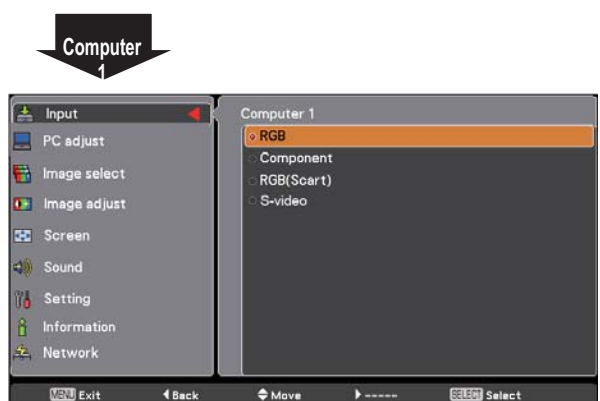 Computer
1
Input
PC adjust
Image select
Image adjust
Screen
Sound
Setting
Information
Network
Computer 1
RGB
Component
RGB(Scart)
S-video
MENU Exit
Back
Move
-----
SELECT Select